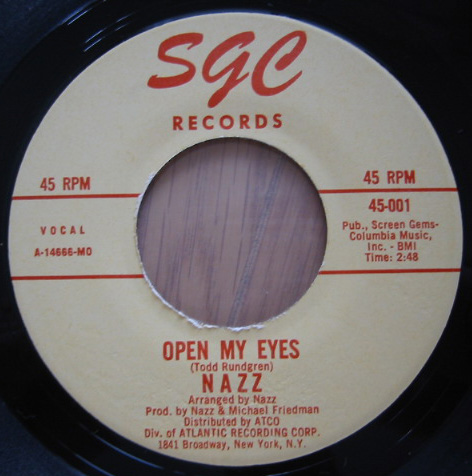 SGC
RECORDS
45 RPM
45 RPM
45-001
VOCAL
A-14666-MO
Pub., Screen Gems-
Columbia Music,
Inc. - BMI
Time: 2:48
OPEN MY EYES
(Todd Rundgren)
NAZZ
Arranged by Nazz
Prod. by Nazz & Michael Friedman
Distributed by ATCO
Div. of ATLANTIC RECORDING CORP.
1841 Broadway, New York, N.Y.